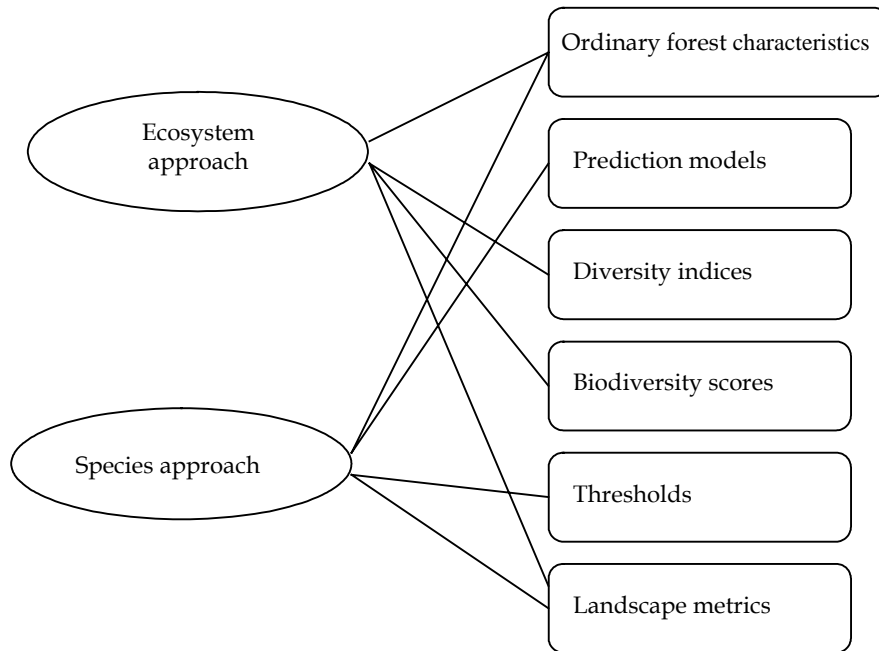 Ecosystem
approach
Species approach
Ordinary forest characteristics
Prediction models
Diversity indices
Biodiversity scores
Thresholds
Landscape metrics